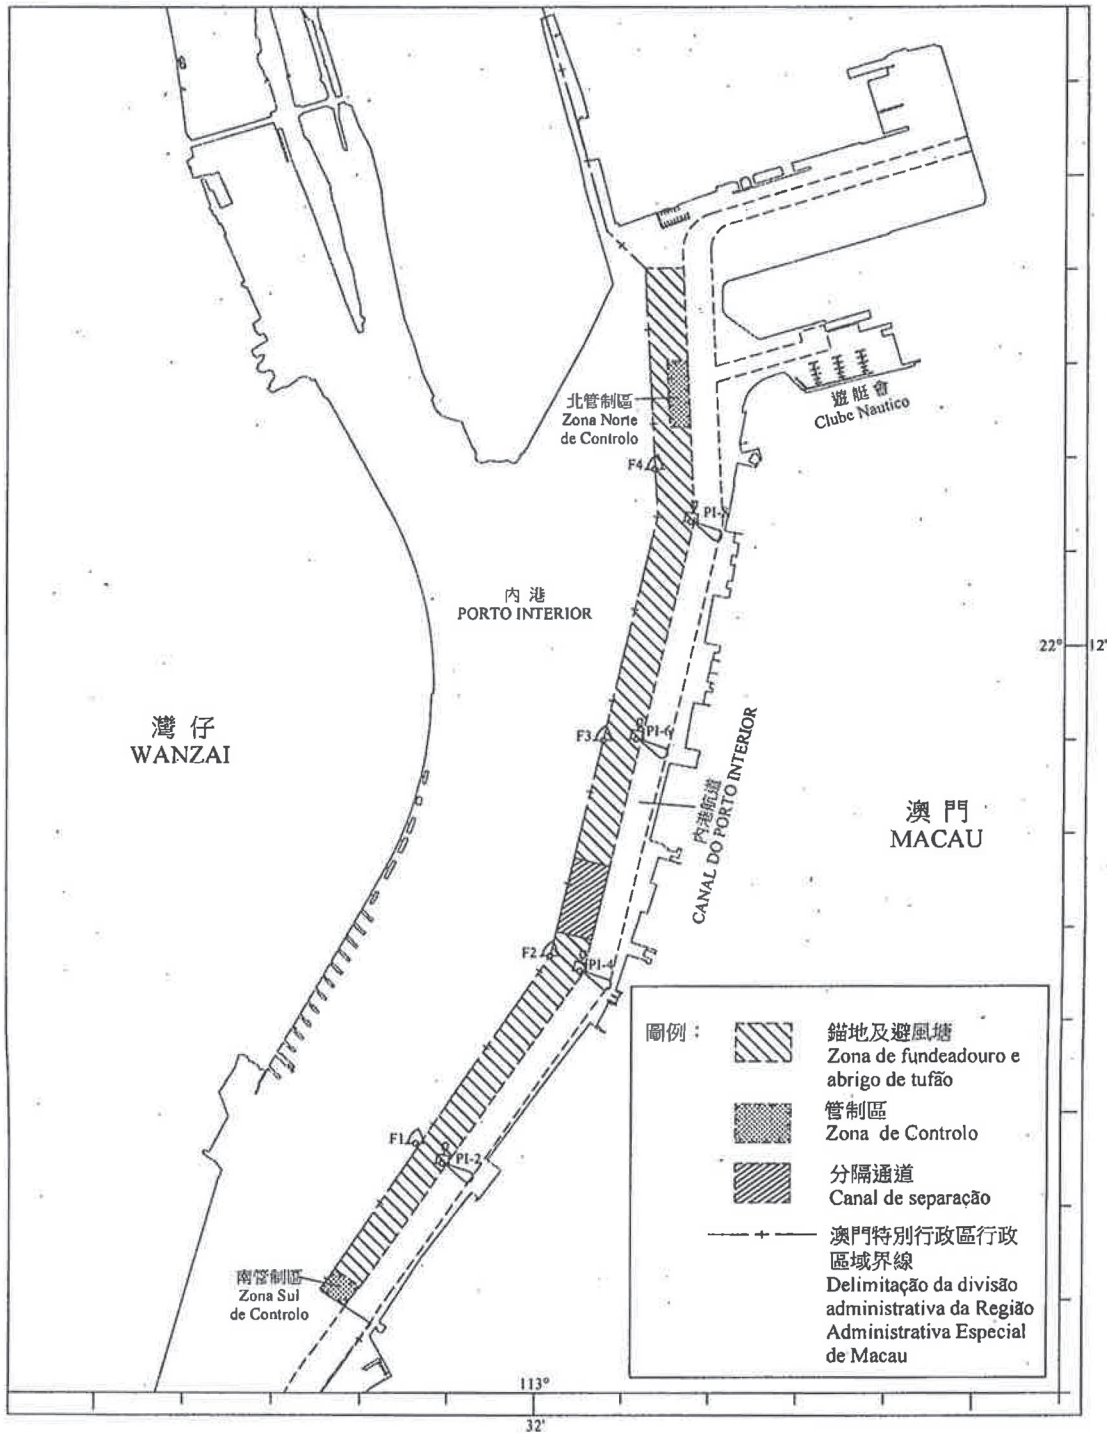 北管制區
Zona Norte
de Controlo
遊艇會
Clube Nautico
F4
PI-8
內港
PORTO INTERIOR
22° 12'
灣仔
WANZAI
F3
PI-6
內港航道
CANAL DO PORTO INTERIOR
澳門
MACAU
F2
PI-4
F1
PI-2
南管制區
Zona Sul
de Controlo
圖例：
錨地及避風塘
Zona de fundeadouro e
abrigo de tufão
管制區
Zona de Controlo
分隔通道
Canal de separação
澳門特別行政區行政
區域界線
Delimitação da divisão
administrativa da Região
Administrativa Especial
de Macau
113°
32'